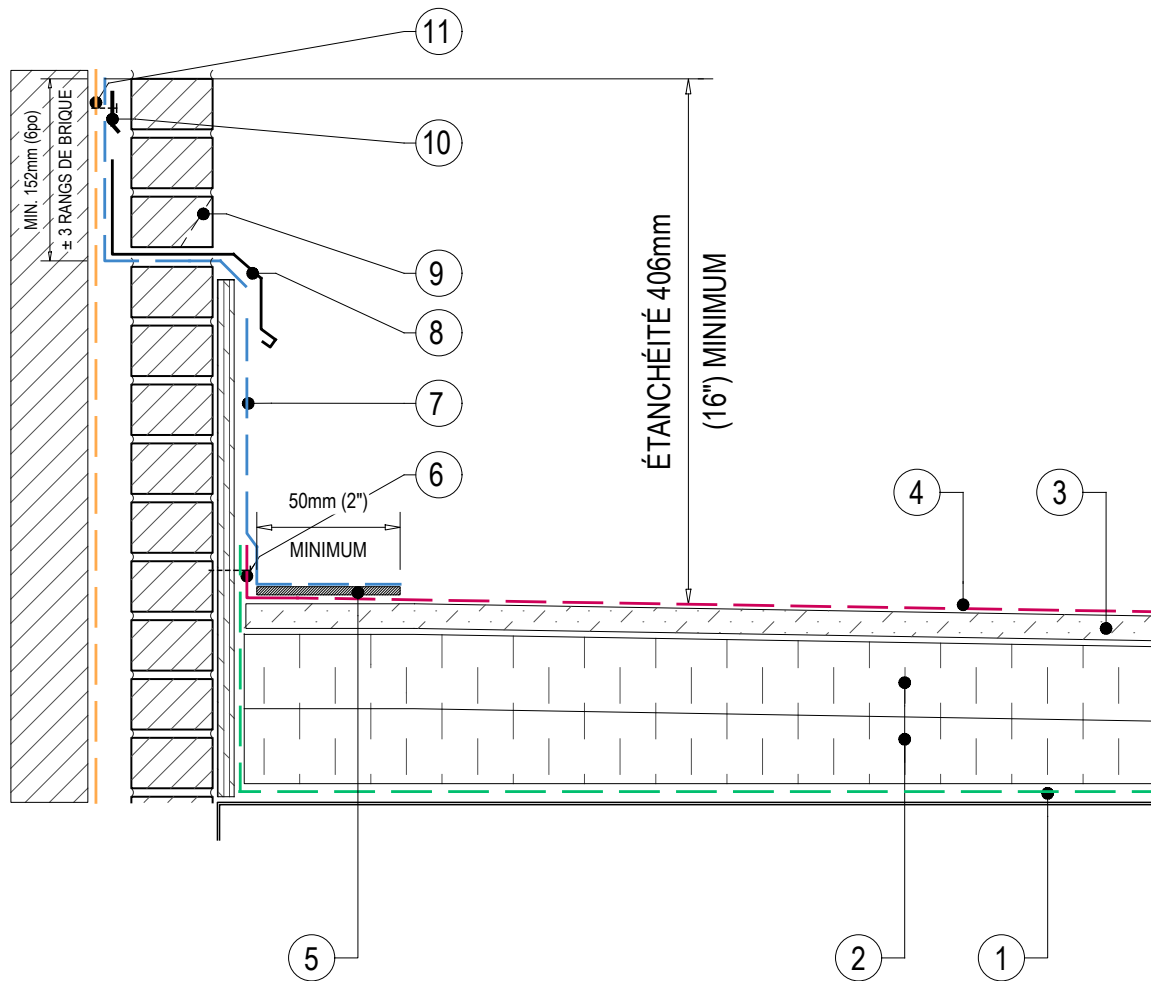 11
MIN. 152mm (6po)
± 3 RANGS DE BRIQUE
10
9
8
ÉTANCHÉITÉ 406mm
(16") MINIMUM
7
6
50mm (2")
MINIMUM
4
3
5
2
1